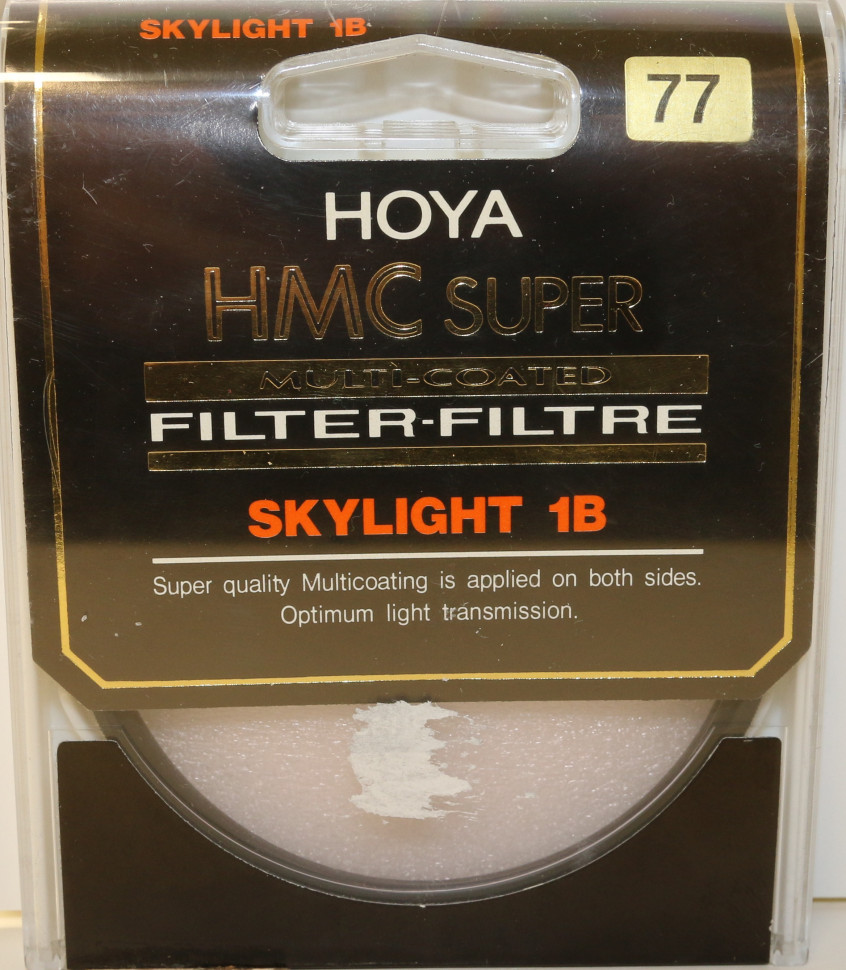 SKYLIGHT 1B
77
HOYA
HMC SUPER
MULTI-COATED
FILTER-FILTRE
SKYLIGHT 1B
Super quality Multicoating is applied on both sides.
Optimum light transmission.